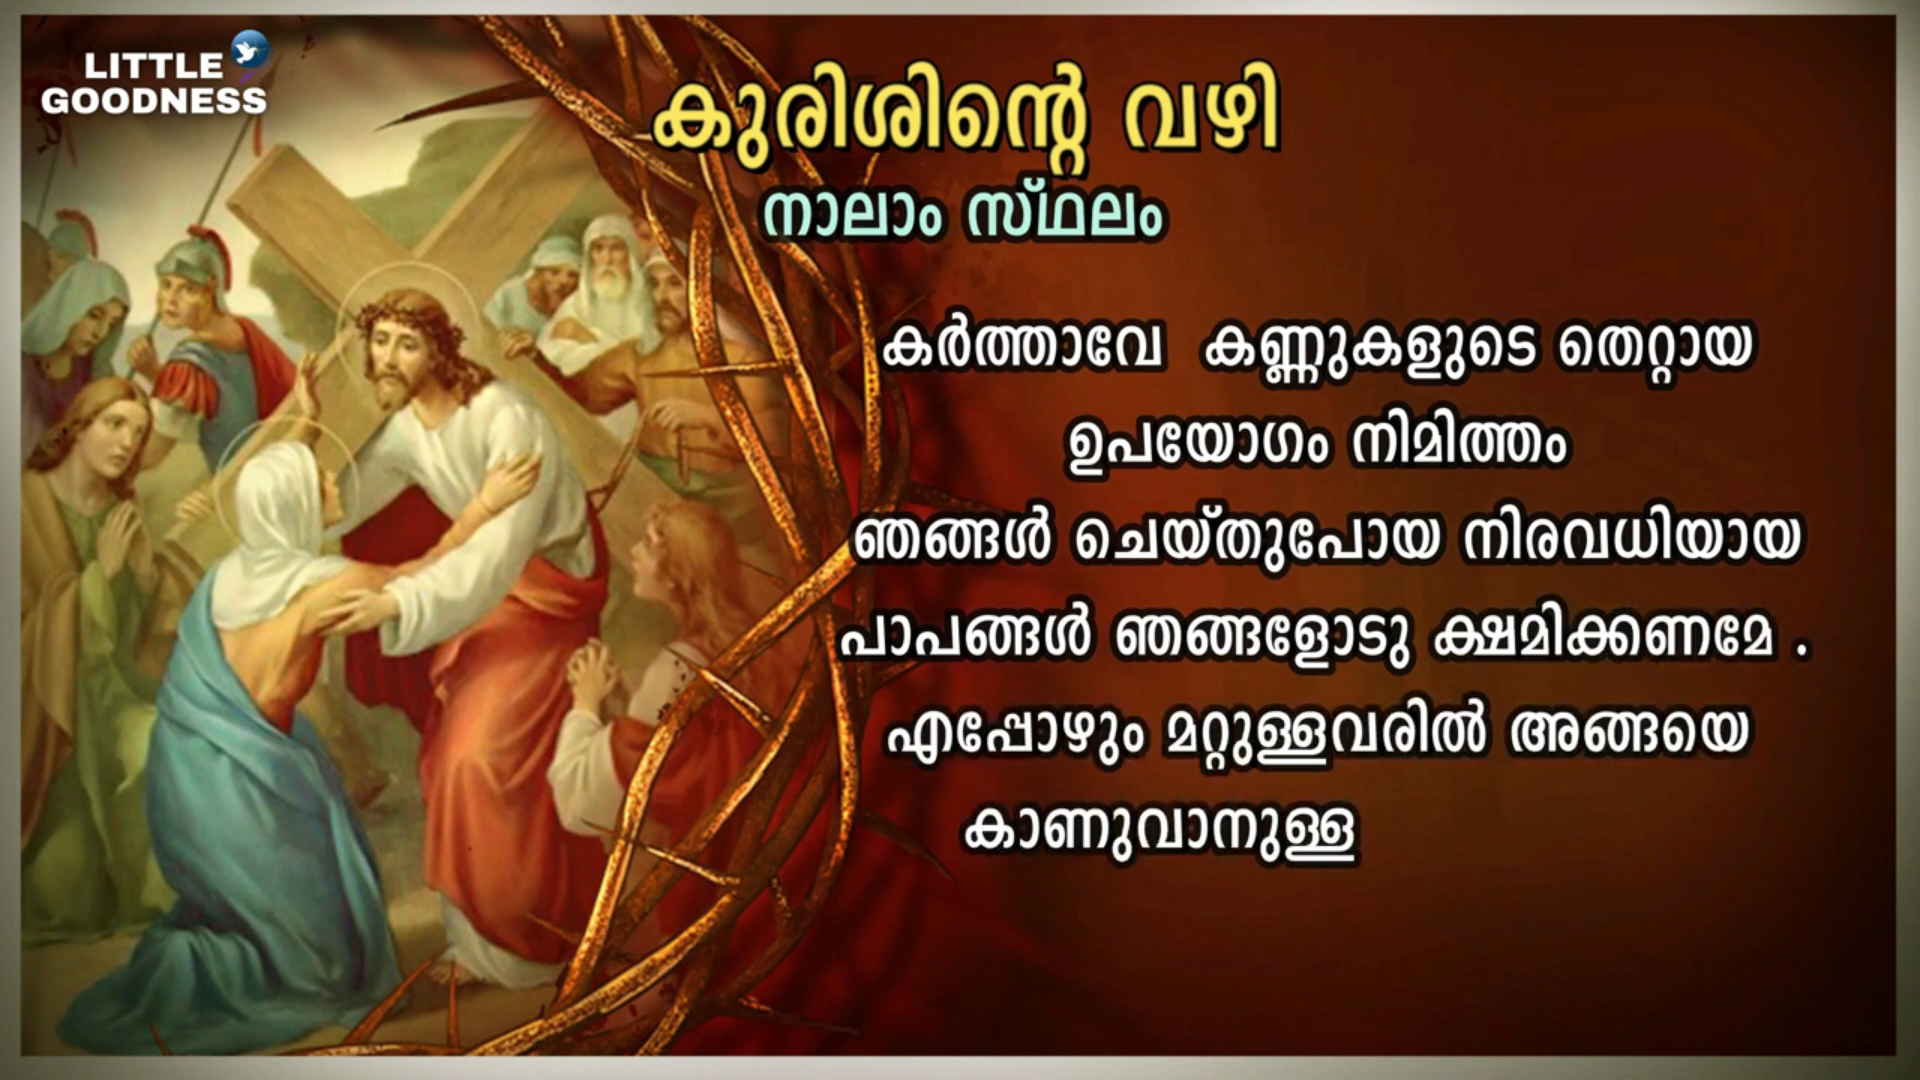 LITTLE
GOODNESS
കുരിശിന്റെ വഴി
നാലാം സ്ഥലം
കർത്താവേ കണ്ണുകളുടെ തെറ്റായ
ഉപയോഗം നിമിത്തം
ഞങ്ങൾ ചെയ്തുപോയ നിരവധിയായ
പാപങ്ങൾ ഞങ്ങളോടു ക്ഷമിക്കണമേ .
എപ്പോഴും മറ്റുള്ളവരിൽ അങ്ങയെ
കാണുവാനുള്ള